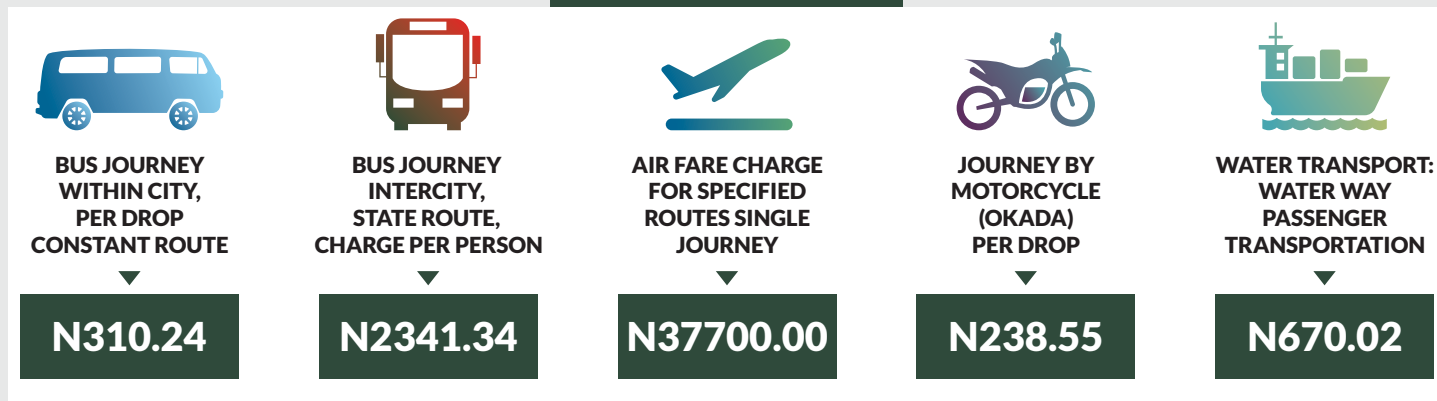 BUS JOURNEY
WITHIN CITY,
PER DROP
CONSTANT ROUTE
N310.24
BUS JOURNEY
INTERCITY,
STATE ROUTE,
CHARGE PER PERSON
N2341.34
AIR FARE CHARGE
FOR SPECIFIED
ROUTES SINGLE
JOURNEY
N37700.00
JOURNEY BY
MOTORCYCLE
(OKADA)
PER DROP
N238.55
WATER TRANSPORT:
WATER WAY
PASSENGER
TRANSPORTATION
N670.02